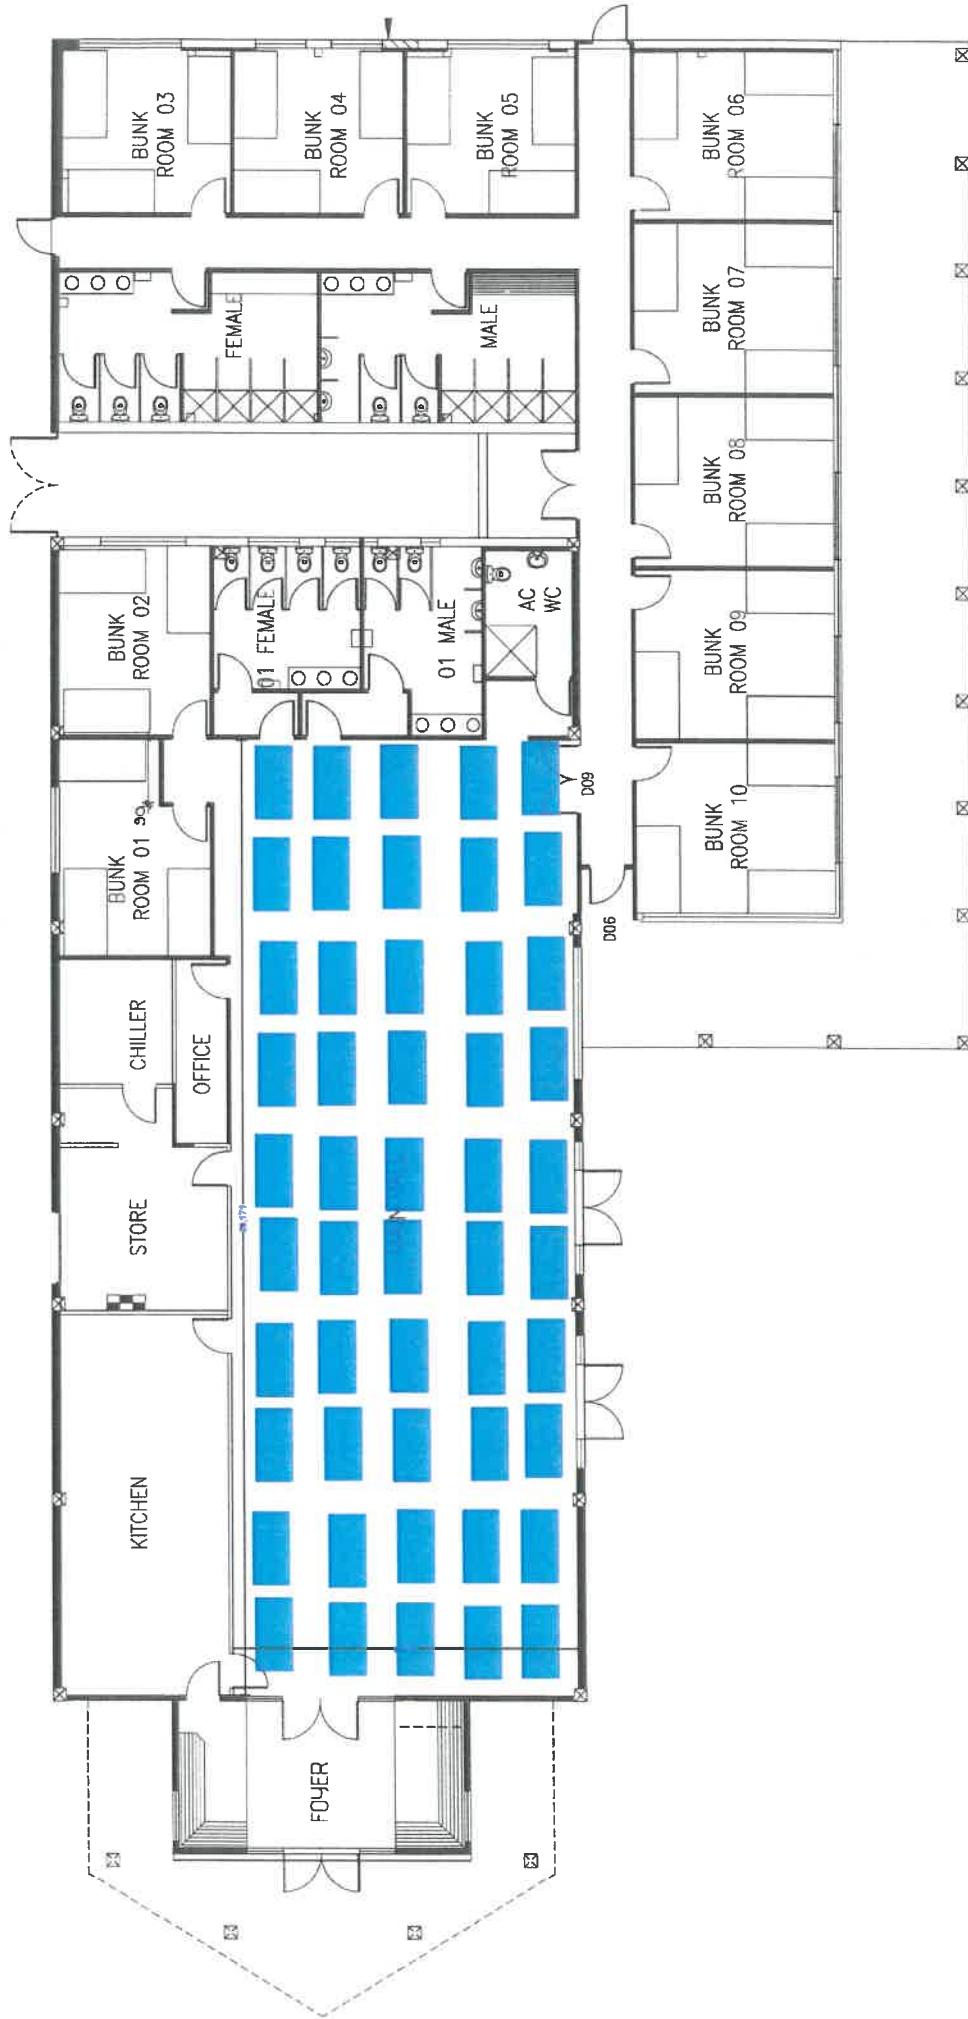 BUNK
ROOM 03
BUNK
ROOM 04
BUNK
ROOM 05
BUNK
ROOM 06
FEMALE
MALE
BUNK
ROOM 07
BUNK
ROOM 08
BUNK
ROOM 02
01 FEMALE
01 MALE
AC
WC
BUNK
ROOM 09
BUNK
ROOM 01
D09
BUNK
ROOM 10
D06
CHILLER
OFFICE
STORE
KITCHEN
FOYER